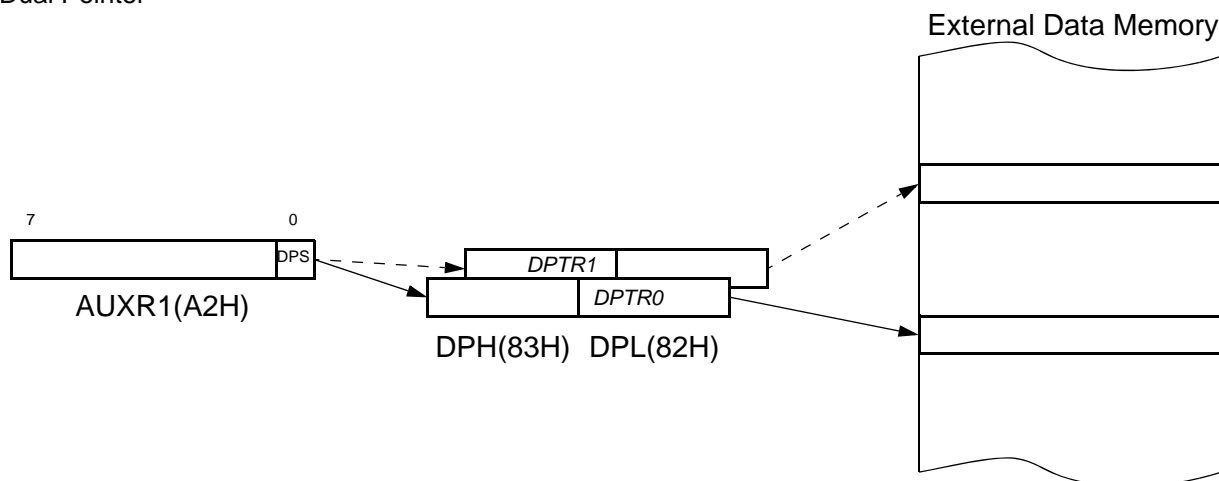 Dual Pointer
External Data Memory
7
0
DPS
AUXR1(A2H)
DPTR1
DPTR0
DPH(83H) DPL(82H)